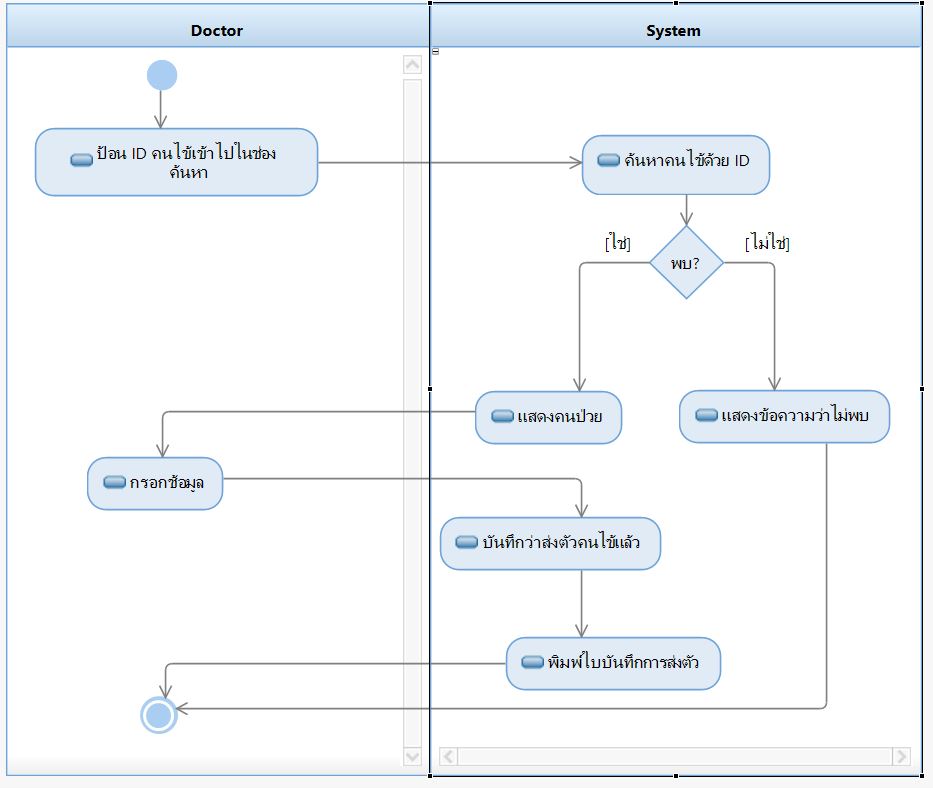 Doctor
System
ป้อน ID คนไข้เข้าไปในช่อง
ค้นหา
ค้นหาคนไข้ด้วย ID
[ใช่]
[ไม่ใช่]
พบ?
แสดงคนป่วย
แสดงข้อความว่าไม่พบ
กรอกข้อมูล
บันทึกว่าส่งตัวคนไข้แล้ว
พิมพ์ใบบันทึกการส่งตัว